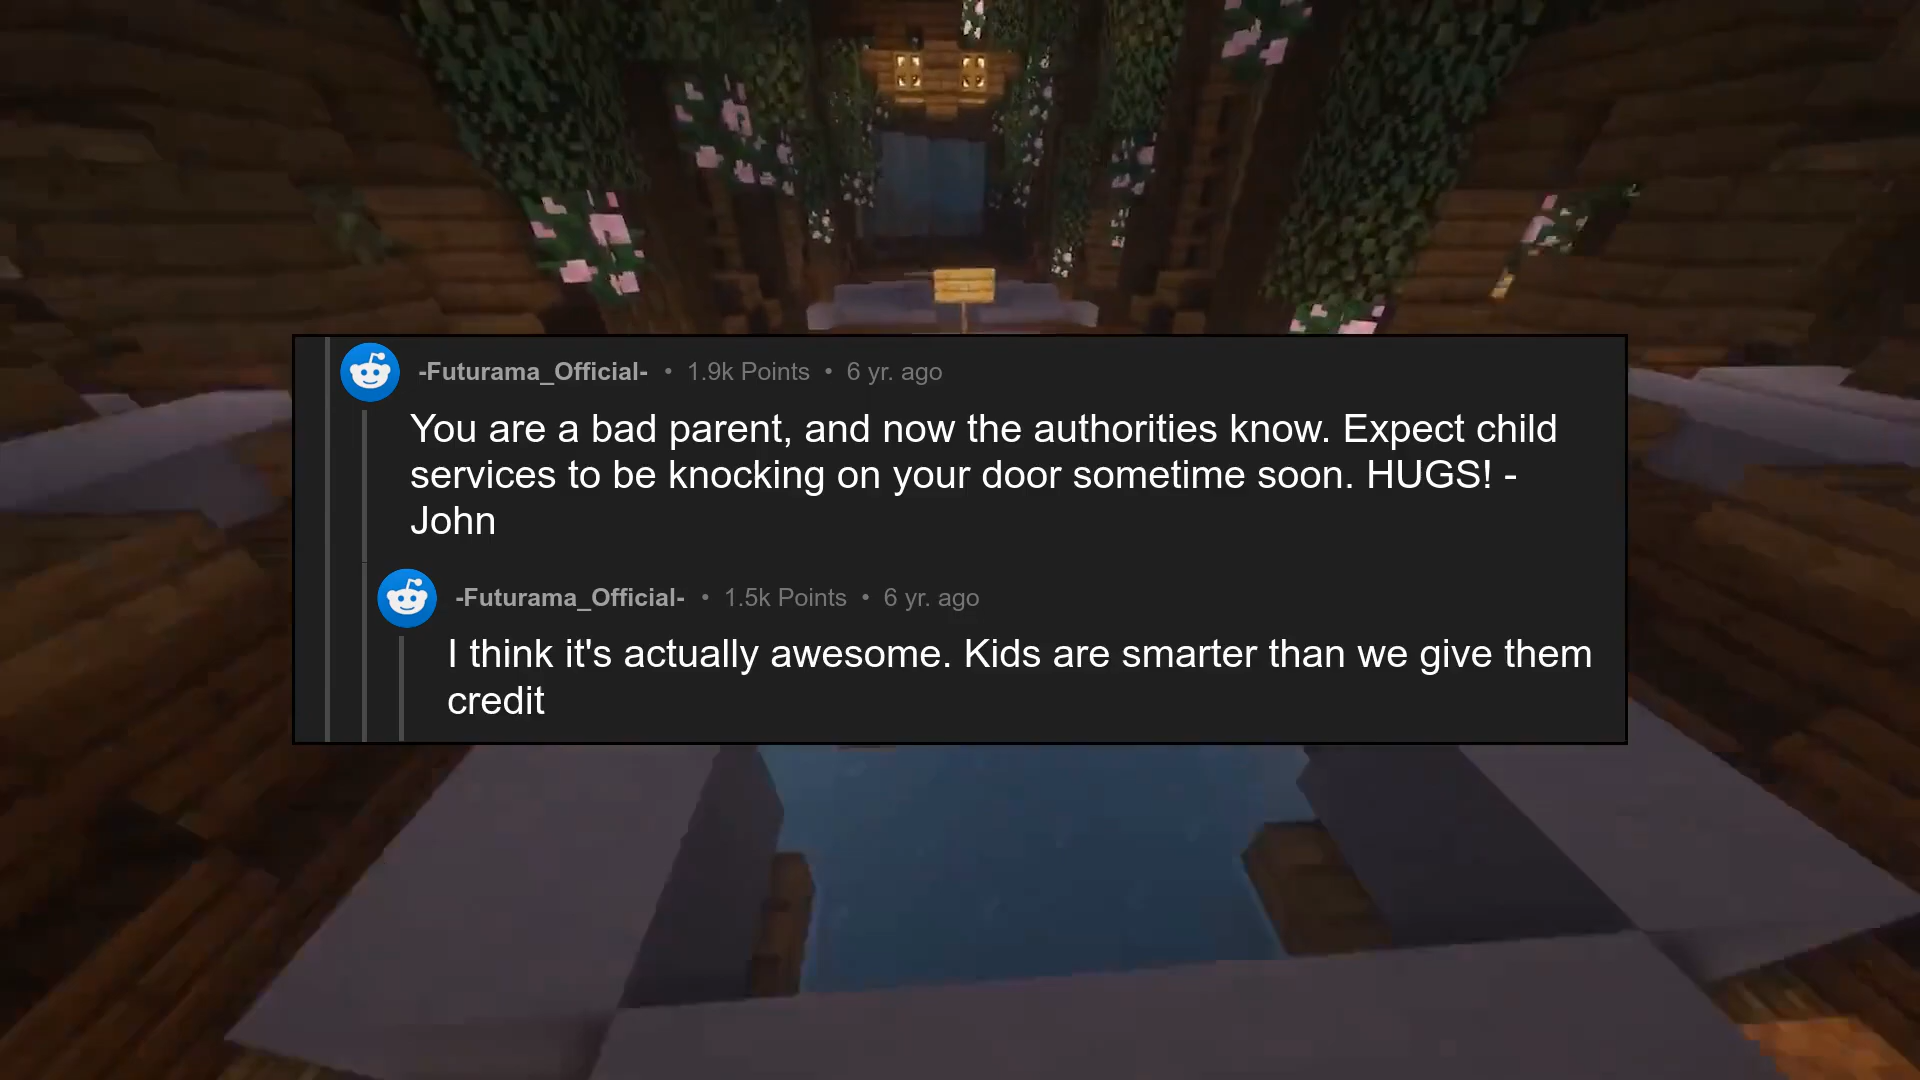 -Futurama_Official- • 1.9k Points • 6 yr. ago
You are a bad parent, and now the authorities know. Expect child
services to be knocking on your door sometime soon. HUGS! -
John
-Futurama_Official- • 1.5k Points • 6 yr. ago
I think it's actually awesome. Kids are smarter than we give them
credit